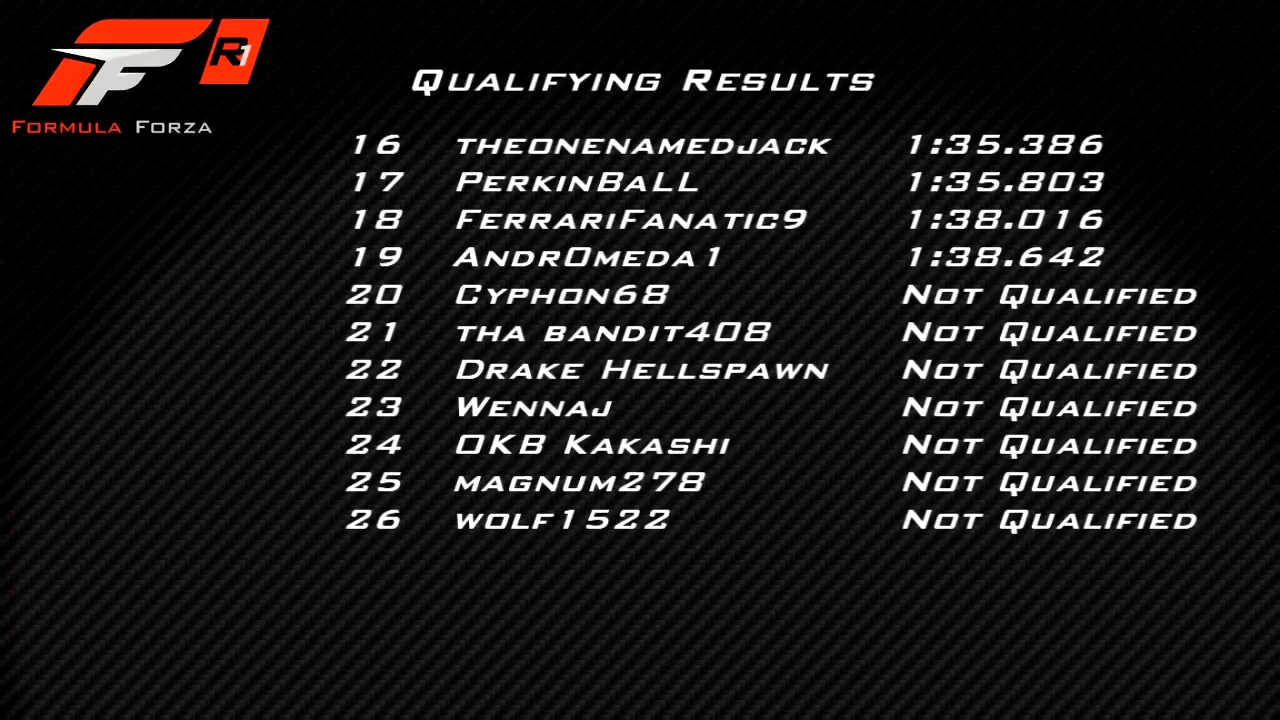 R1
FORMULA FORZA
QUALIFYING RESULTS
16 THEONENAMEDJACK 1:35.386
17 PERKINBALL 1:35.803
18 FERRARIFANATIC9 1:38.016
19 ANDR0MEDA1 1:38.642
20 CYPHON68 NOT QUALIFIED
21 THA BANDIT408 NOT QUALIFIED
22 DRAKE HELLSPAWN NOT QUALIFIED
23 WENNAJ NOT QUALIFIED
24 OKB KAKASHI NOT QUALIFIED
25 MAGNUM278 NOT QUALIFIED
26 WOLF1522 NOT QUALIFIED